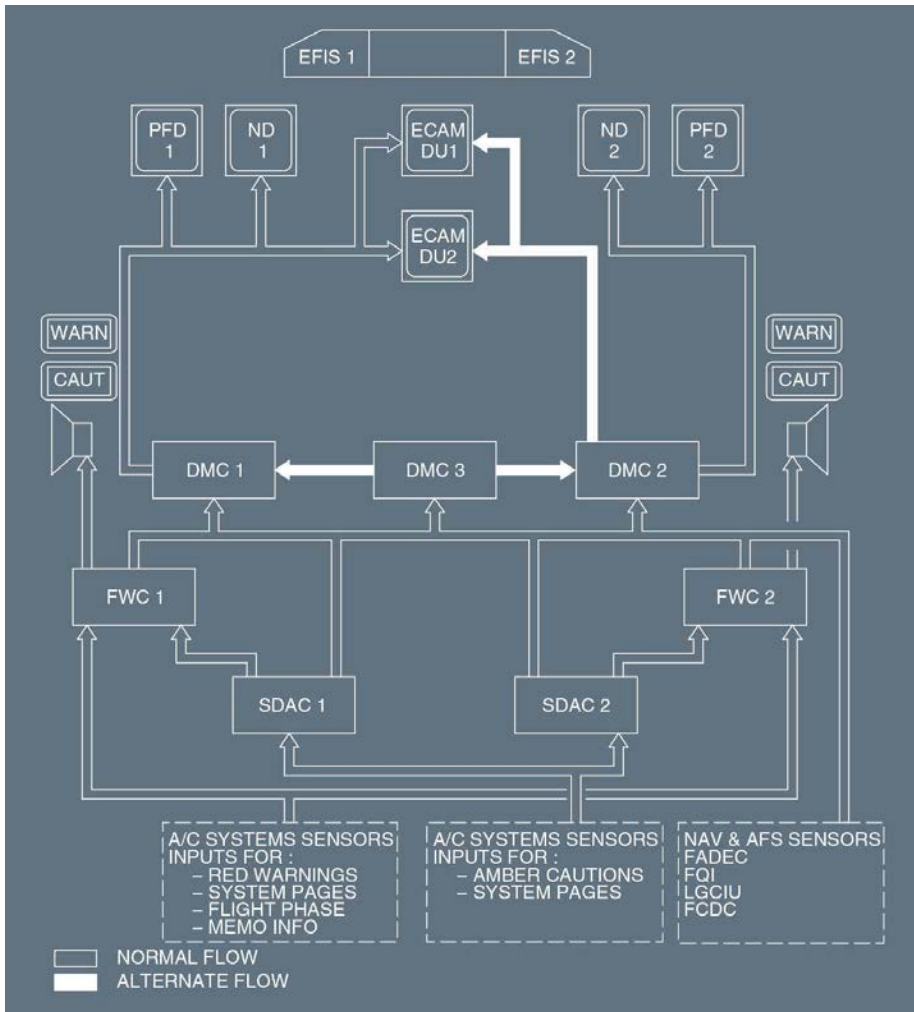 EFIS 1
EFIS 2
PFD
1
ND
1
ECAM
DU1
ND
2
PFD
2
ECAM
DU2
WARN
WARN
CAUT
CAUT
DMC 1
DMC 3
DMC 2
FWC 1
FWC 2
SDAC 1
SDAC 2
A/C SYSTEMS SENSORS
INPUTS FOR :
– RED WARNINGS
– SYSTEM PAGES
– FLIGHT PHASE
– MEMO INFO
A/C SYSTEMS SENSORS
INPUTS FOR :
– AMBER CAUTIONS
– SYSTEM PAGES
NAV & AFS SENSORS
FADEC
FQI
LGCIU
FCDC
NORMAL FLOW
ALTERNATE FLOW